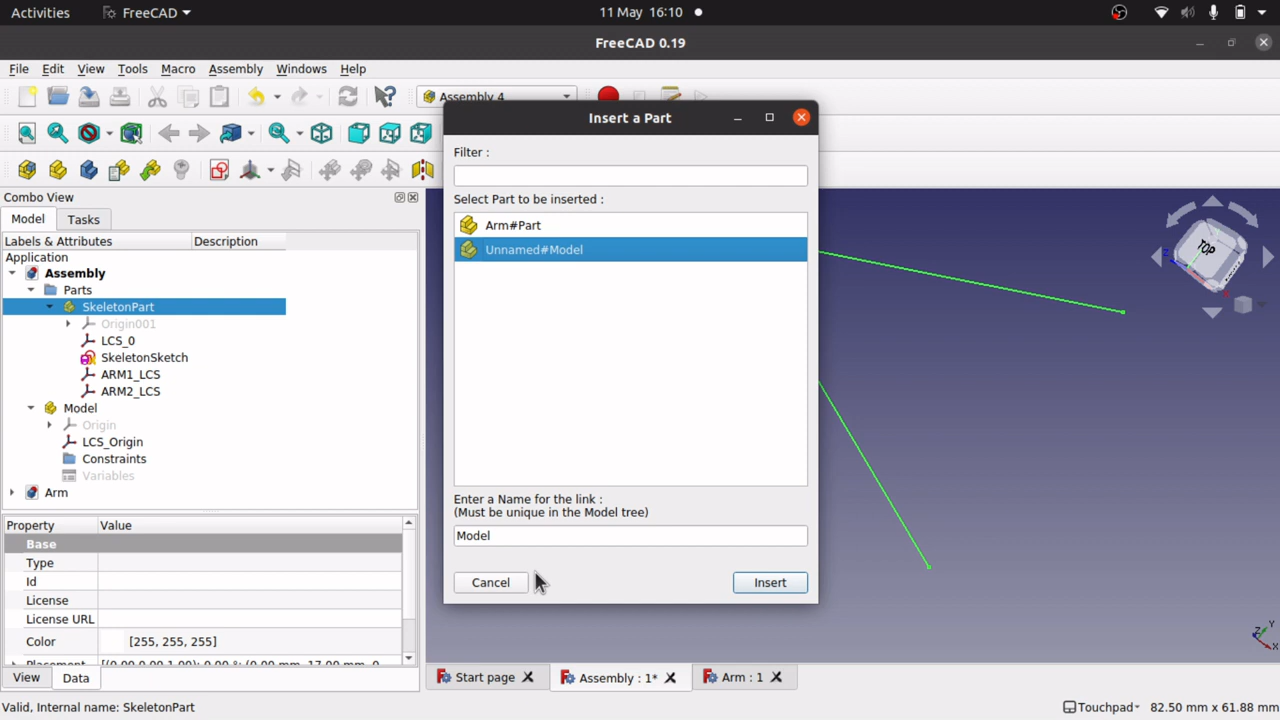 Activities
FreeCAD
11 May 16:10
FreeCAD 0.19
File Edit View Tools Macro Assembly Windows Help
Assembly 4
Insert a Part
Filter :
Select Part to be inserted :
Arm#Part
Unnamed#Model
Enter a Name for the link :
(Must be unique in the Model tree)
Model
Cancel
Insert
Combo View
Model Tasks
Labels & Attributes Description
Application
Assembly
Parts
SkeletonPart
Origin001
LCS_0
SkeletonSketch
ARM1_LCS
ARM2_LCS
Model
Origin
LCS_Origin
Constraints
Variables
Arm
Property Value
Base
Type
Id
License
License URL
Color [255, 255, 255]
View Data
TOP
Z
Y
X
Start page
Assembly : 1*
Arm : 1
Valid, Internal name: SkeletonPart
Touchpad
82.50 mm x 61.88 mm